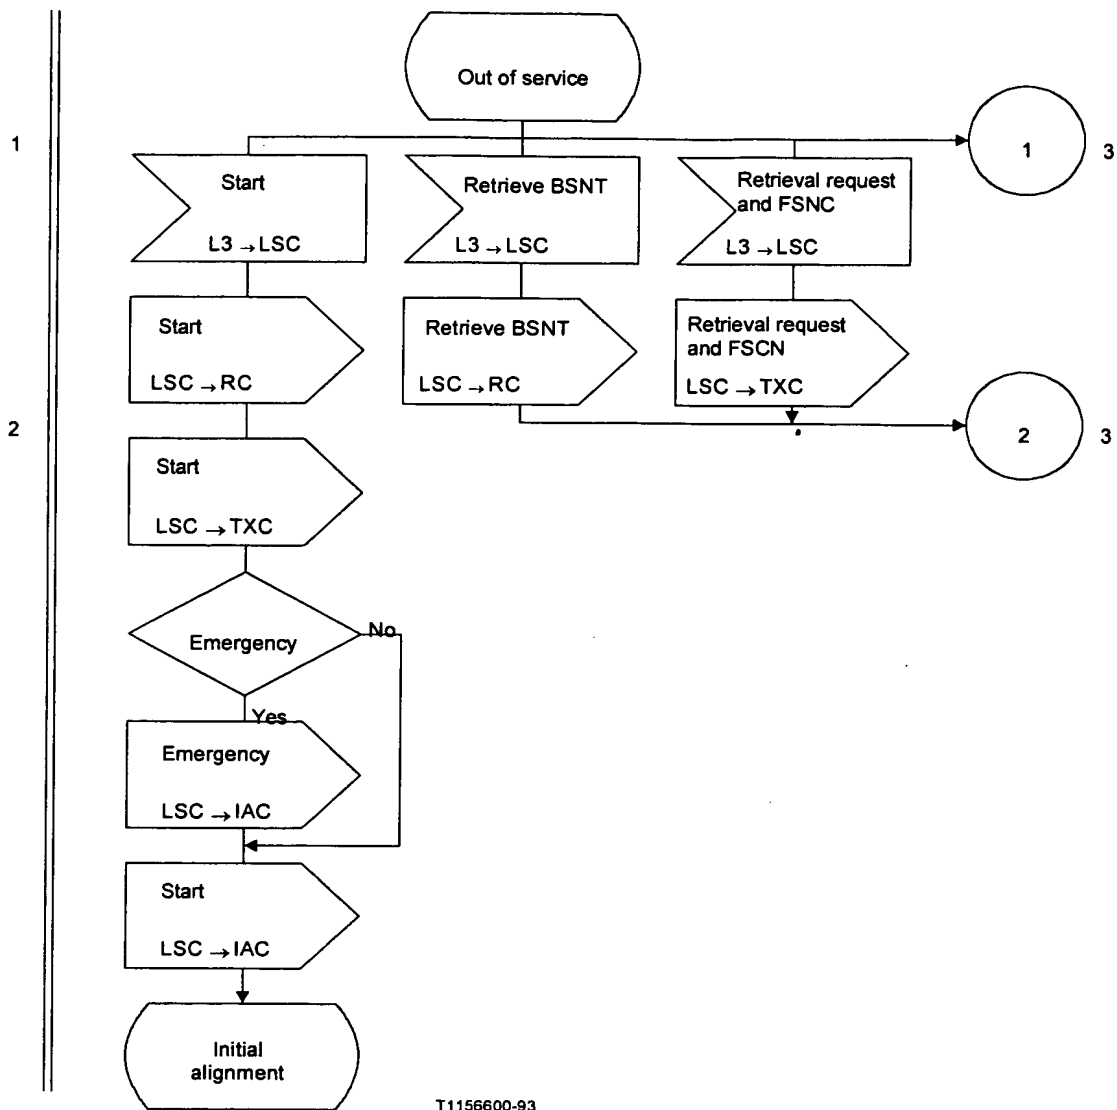 Out of service
1
1
3
Start
L3 → LSC
Retrieve BSNT
L3 → LSC
Retrieval request
and FSNC
L3 → LSC
Start
LSC → RC
Retrieve BSNT
LSC → RC
Retrieval request
and FSCN
LSC → TXC
2
2
3
Start
LSC → TXC
Emergency
No
Yes
Emergency
LSC → IAC
Start
LSC → IAC
Initial
alignment
T1156600-93